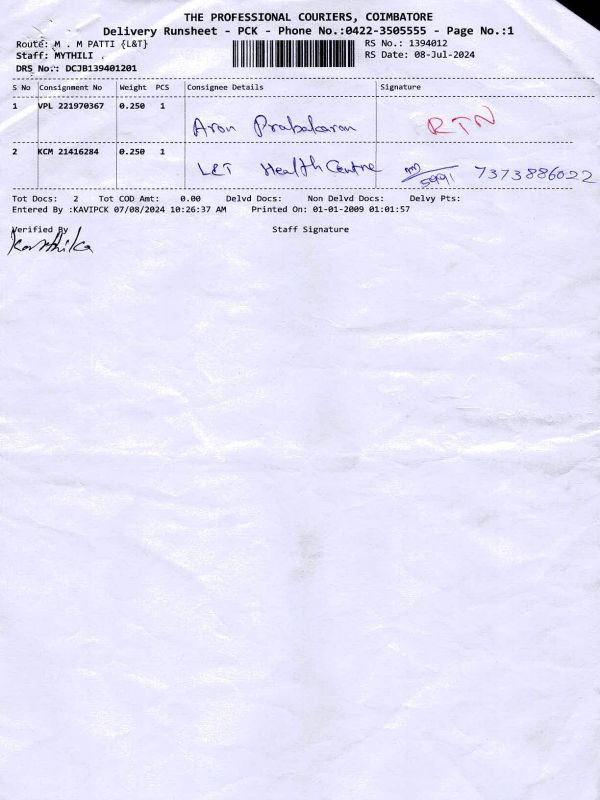 THE PROFESSIONAL COURIERS, COIMBATORE
Delivery Runsheet - PCK - Phone No.:0422-3505555 - Page No.:1
Route: M . M PATTI {L&T} RS No.: 1394012
Staff: MYTHILI . RS Date: 08-Jul-2024
DRS No.: DCJB139401201
S No Consignment No Weight PCS Consignee Details Signature
1 VPL 221970367 0.250 1
Aron Prabakaran RTN
2 KCM 21416284 0.250 1
L&T Health Centre 5991 7373886022
Tot Docs: 2 Tot COD Amt: 0.00 Delvd Docs: Non Delvd Docs: Delvy Pts:
Entered By :KAVIPCK 07/08/2024 10:26:37 AM Printed On: 01-01-2009 01:01:57
Verified By Staff Signature
Karthika